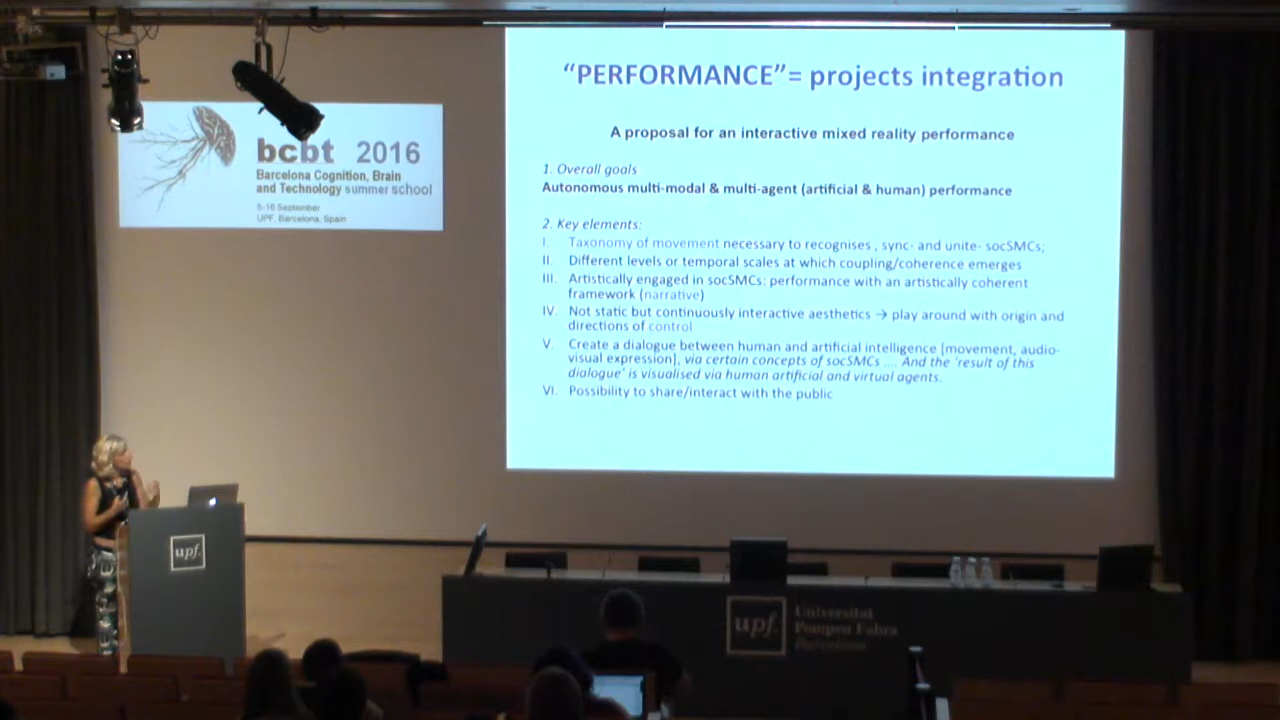 bcbt 2016
Barcelona Cognition, Brain
and Technology summer school
5-16 September
UPF, Barcelona, Spain
“PERFORMANCE”= projects integration
A proposal for an interactive mixed reality performance
1. Overall goals
Autonomous multi-modal & multi-agent (artificial & human) performance
2. Key elements:
I. Taxonomy of movement necessary to recognises , sync- and unite- socSMCs;
II. Different levels or temporal scales at which coupling/coherence emerges
III. Artistically engaged in socSMCs: performance with an artistically coherent
framework (narrative)
IV. Not static but continuously interactive aesthetics → play around with origin and
directions of control
V. Create a dialogue between human and artificial intelligence [movement, audio-
visual expression], via certain concepts of socSMCs .... And the ‘result of this
dialogue’ is visualised via human artificial and virtual agents.
VI. Possibility to share/interact with the public
upf.
upf.
Universitat
Pompeu Fabra
Barcelona